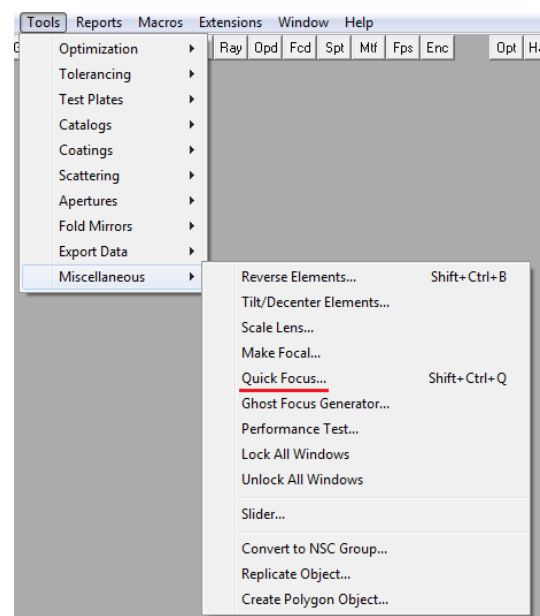 Tools Reports Macros Extensions Window Help
Ray Opd Fcd Spt Mtf Fps Enc Opt
Optimization
Tolerancing
Test Plates
Catalogs
Coatings
Scattering
Apertures
Fold Mirrors
Export Data
Miscellaneous
Reverse Elements... Shift+Ctrl+B
Tilt/Decenter Elements...
Scale Lens...
Make Focal...
Quick Focus... Shift+Ctrl+Q
Ghost Focus Generator...
Performance Test...
Lock All Windows
Unlock All Windows
Slider...
Convert to NSC Group...
Replicate Object...
Create Polygon Object...